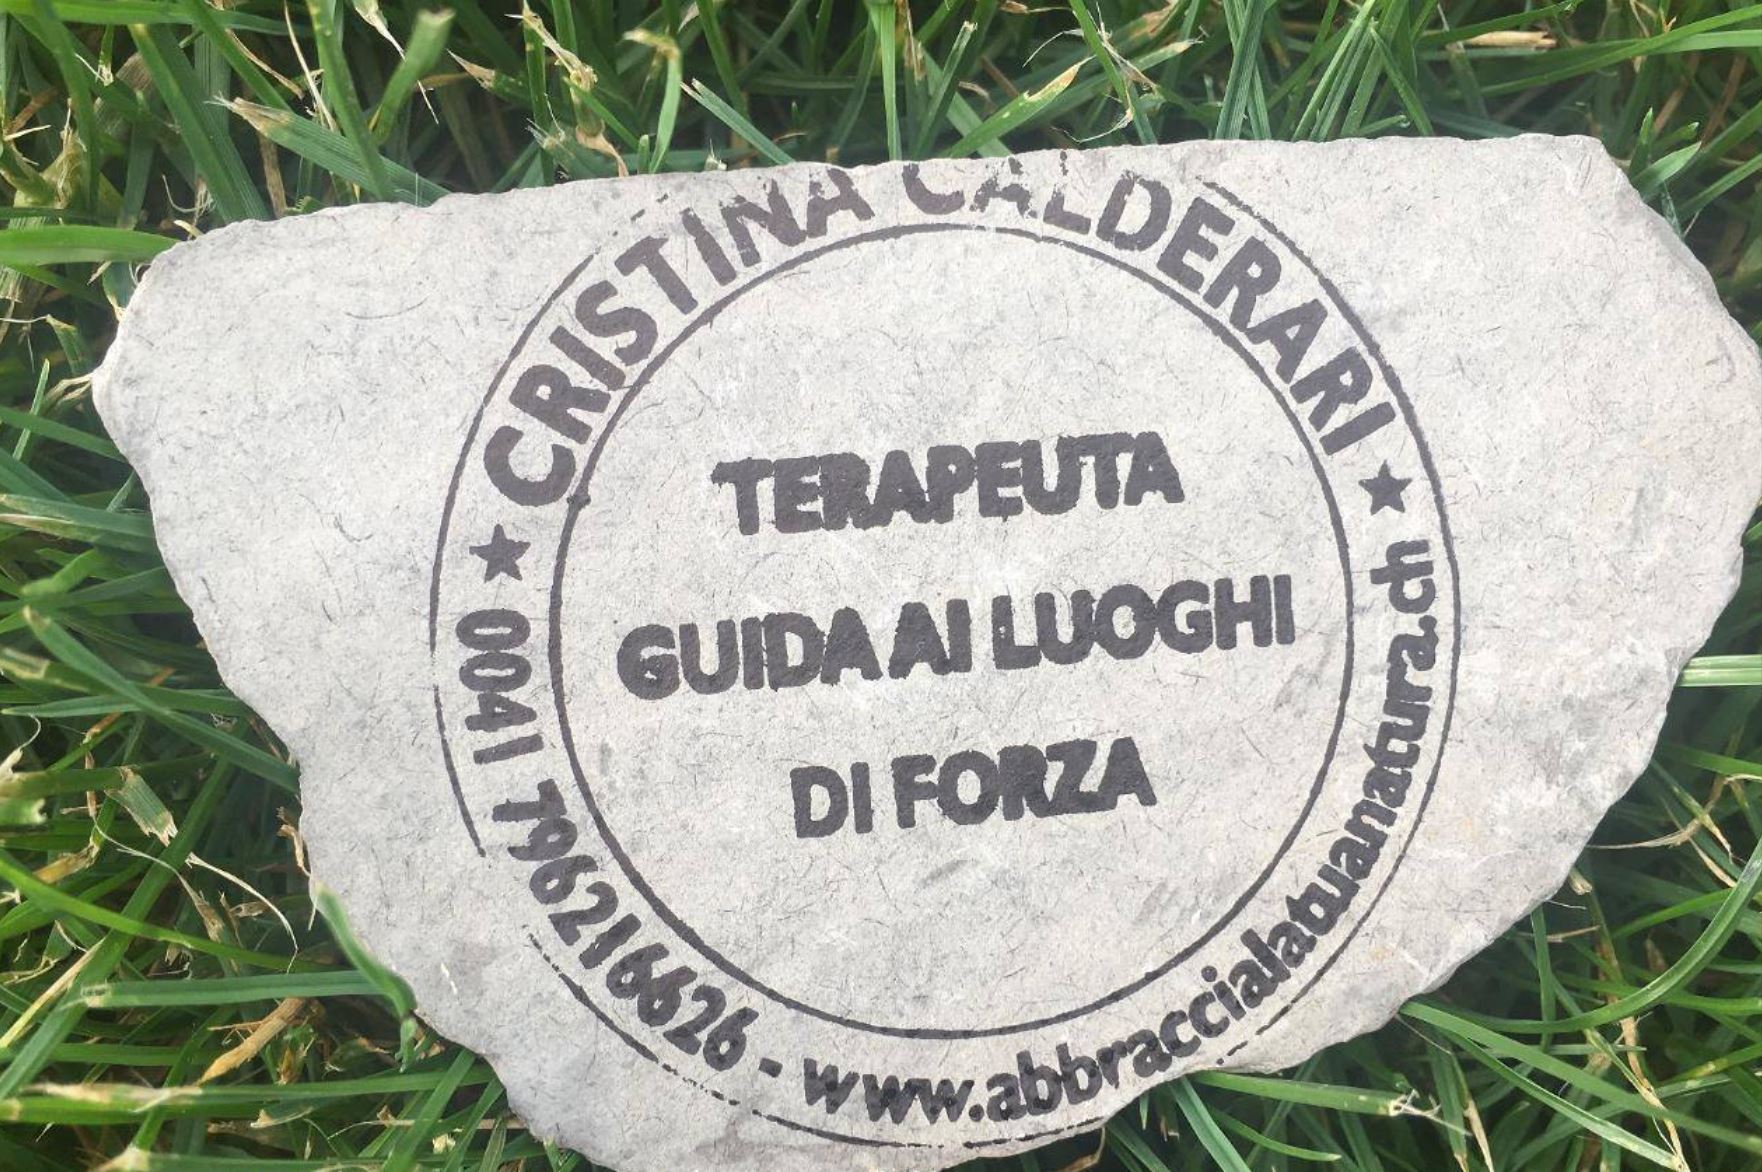 CRISTINA CALDERARI
TERAPEUTA
GUIDA AI LUOGHI
DI FORZA
0041 796216626 - www.abbraccialatuanatura.ch